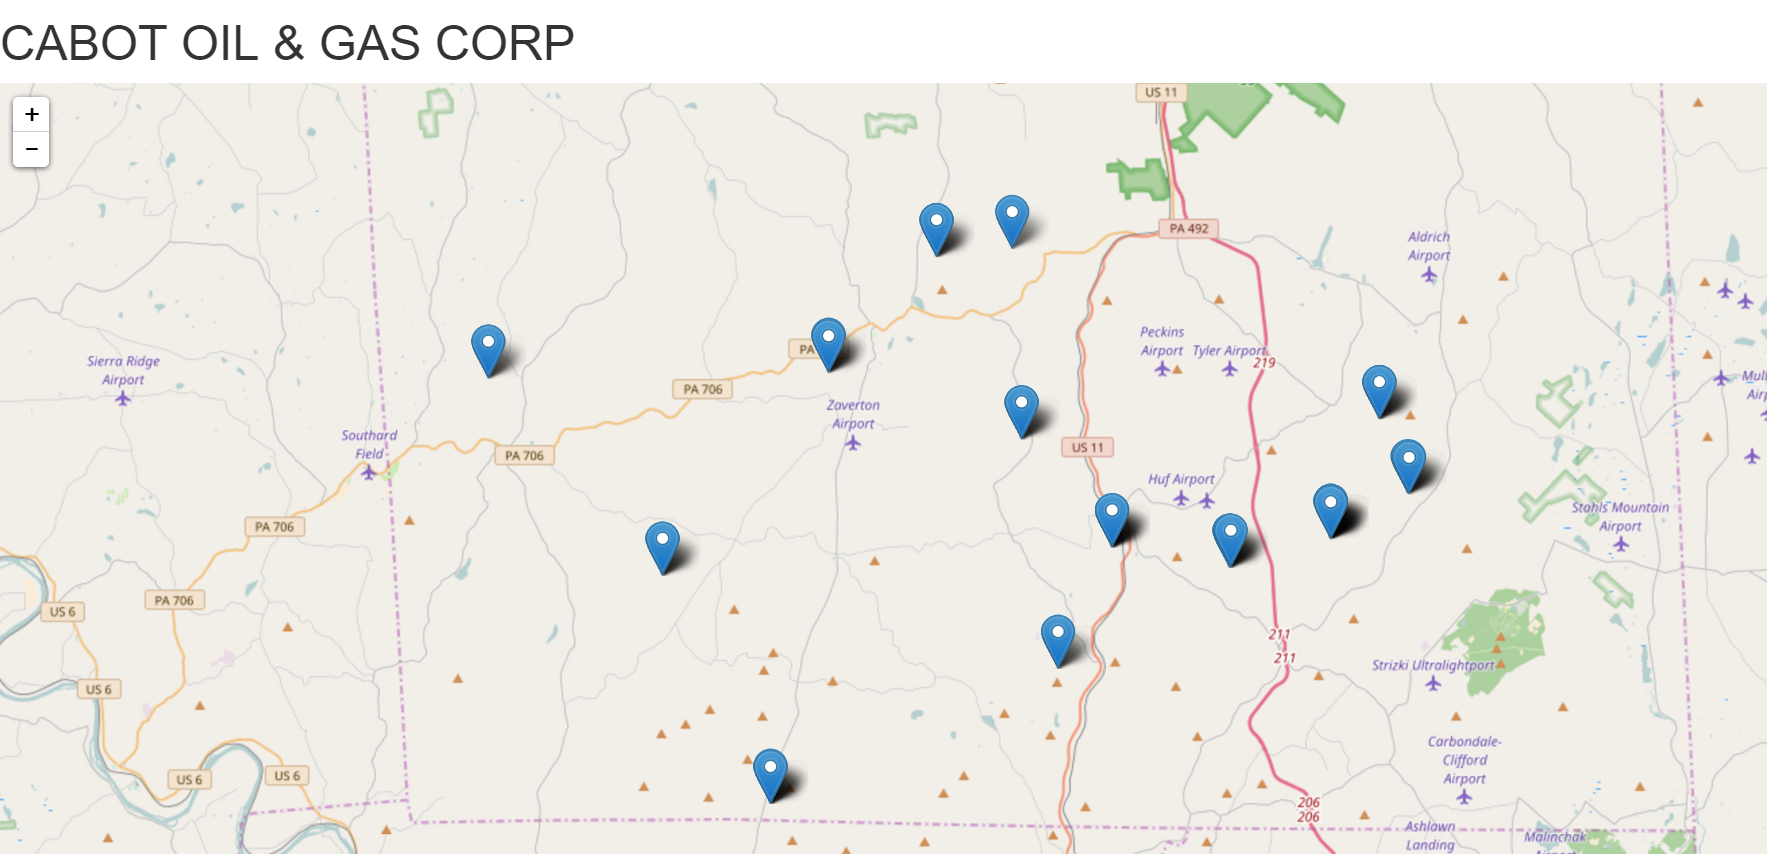 CABOT OIL & GAS CORP
+
−
US 11
PA 492
Aldrich
Airport
Peckins
Airport
Tyler Airport
219
Sierra Ridge
Airport
PA
PA 706
Zaverton
Airport
Southard
Field
PA 706
US 11
Huf Airport
Stahls Mountain
Airport
PA 706
PA 706
US 6
211
211
Strizki Ultralightport
US 6
Carbondale-
Clifford
Airport
US 6
US 6
206
206
Ashlawn
Landing
Malinchak